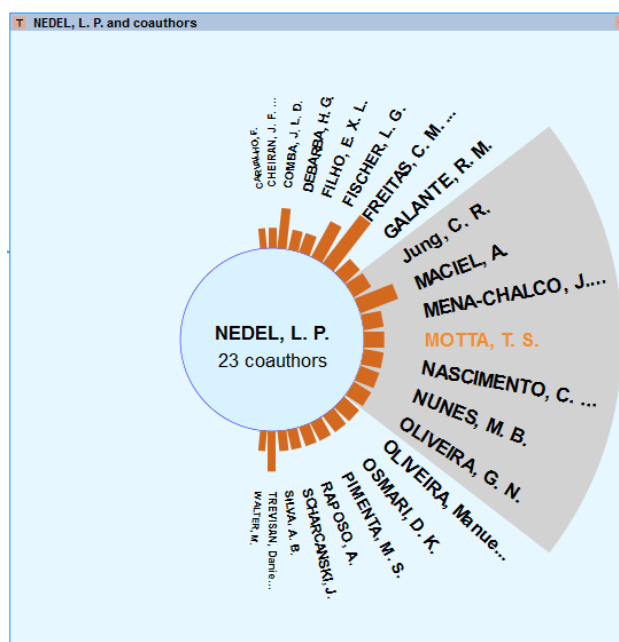 T NEDEL, L. P. and coauthors
CARVALHO, F.
CHEIRAN, J. F. ...
COMBA, J. L. D.
DEBARBA, H. G.
FILHO, E. X. L.
FISCHER, L. G.
FREITAS, C. M. ...
GALANTE, R. M.
Jung, C. R.
MACIEL, A.
MENA-CHALCO, J....
MOTTA, T. S.
NASCIMENTO, C. ...
NUNES, M. B.
OLIVEIRA, G. N.
OLIVEIRA, Manue...
OSMARI, D. K.
PIMENTA, M. S.
RAPOSO, A.
SCHARCANSKI, J.
SILVA. A. B.
TREVISAN, Danie...
WALTER, M.
NEDEL, L. P.
23 coauthors